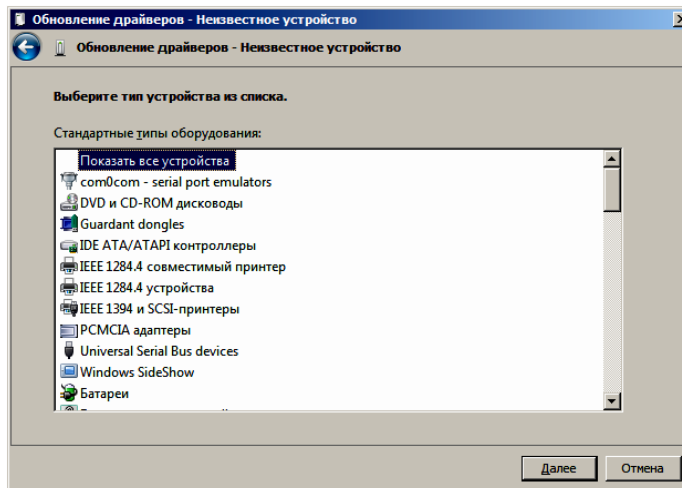 Обновление драйверов - Неизвестное устройство
Обновление драйверов - Неизвестное устройство
Выберите тип устройства из списка.
Стандартные типы оборудования:
Показать все устройства
com0com - serial port emulators
DVD и CD-ROM дисководы
Guardant dongles
IDE ATA/ATAPI контроллеры
IEEE 1284.4 совместимый принтер
IEEE 1284.4 устройства
IEEE 1394 и SCSI-принтеры
PCMCIA адаптеры
Universal Serial Bus devices
Windows SideShow
Батареи
Далее
Отмена